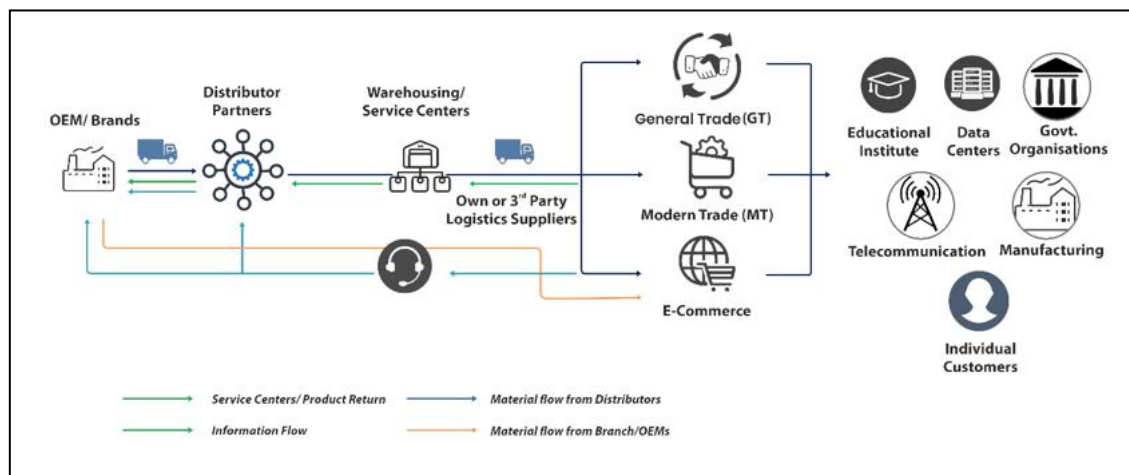 OEM/ Brands
Distributor
Partners
Warehousing/
Service Centers
Own or 3rd Party
Logistics Suppliers
General Trade (GT)
Modern Trade (MT)
E-Commerce
Educational
Institute
Data
Centers
Govt.
Organisations
Telecommunication
Manufacturing
Individual
Customers
Service Centers/ Product Return
Material flow from Distributors
Information Flow
Material flow from Branch/OEMs